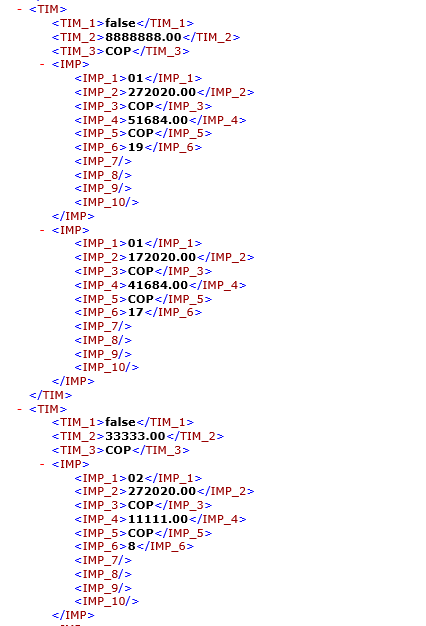 - <TIM>
<TIM_1>false</TIM_1>
<TIM_2>8888888.00</TIM_2>
<TIM_3>COP</TIM_3>
- <IMP>
<IMP_1>01</IMP_1>
<IMP_2>272020.00</IMP_2>
<IMP_3>COP</IMP_3>
<IMP_4>51684.00</IMP_4>
<IMP_5>COP</IMP_5>
<IMP_6>19</IMP_6>
<IMP_7/>
<IMP_8/>
<IMP_9/>
<IMP_10/>
</IMP>
- <IMP>
<IMP_1>01</IMP_1>
<IMP_2>172020.00</IMP_2>
<IMP_3>COP</IMP_3>
<IMP_4>41684.00</IMP_4>
<IMP_5>COP</IMP_5>
<IMP_6>17</IMP_6>
<IMP_7/>
<IMP_8/>
<IMP_9/>
<IMP_10/>
</IMP>
</TIM>
- <TIM>
<TIM_1>false</TIM_1>
<TIM_2>33333.00</TIM_2>
<TIM_3>COP</TIM_3>
- <IMP>
<IMP_1>02</IMP_1>
<IMP_2>272020.00</IMP_2>
<IMP_3>COP</IMP_3>
<IMP_4>11111.00</IMP_4>
<IMP_5>COP</IMP_5>
<IMP_6>8</IMP_6>
<IMP_7/>
<IMP_8/>
<IMP_9/>
<IMP_10/>
</IMP>